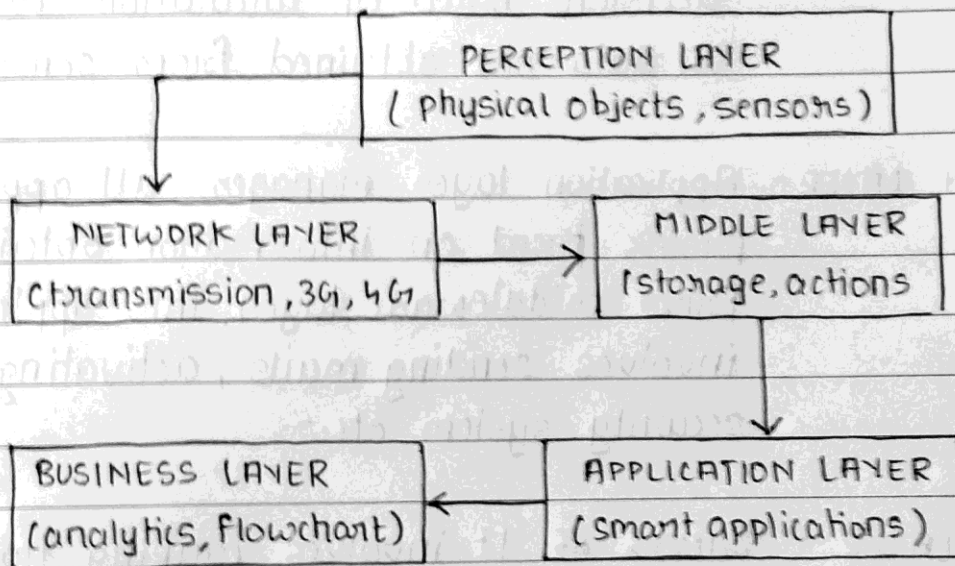 PERCEPTION LAYER
( physical objects, sensors )
NETWORK LAYER
(transmission, 3G, 4G
MIDDLE LAYER
(storage, actions
BUSINESS LAYER
(analytics, flowchart)
APPLICATION LAYER
(smart applications)